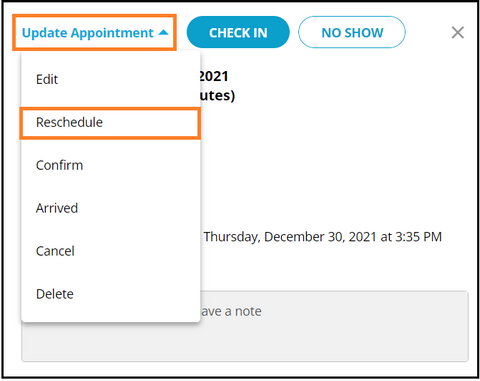 Update Appointment
CHECK IN
NO SHOW
2021
Edit
utes)
Reschedule
Confirm
Arrived
Thursday, December 30, 2021 at 3:35 PM
Cancel
Delete
ave a note